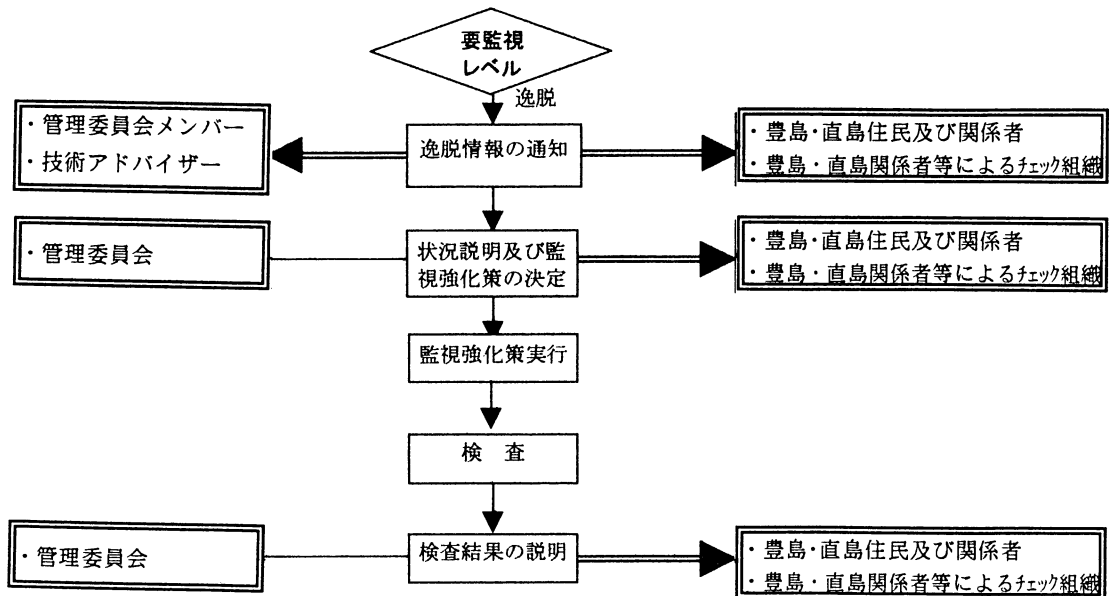 要監視
レベル
逸脱
・管理委員会メンバー
・技術アドバイザー
逸脱情報の通知
・豊島・直島住民及び関係者
・豊島・直島関係者等によるチェック組織
・管理委員会
状況説明及び監
視強化策の決定
・豊島・直島住民及び関係者
・豊島・直島関係者等によるチェック組織
監視強化策実行
検 査
・管理委員会
検査結果の説明
・豊島・直島住民及び関係者
・豊島・直島関係者等によるチェック組織